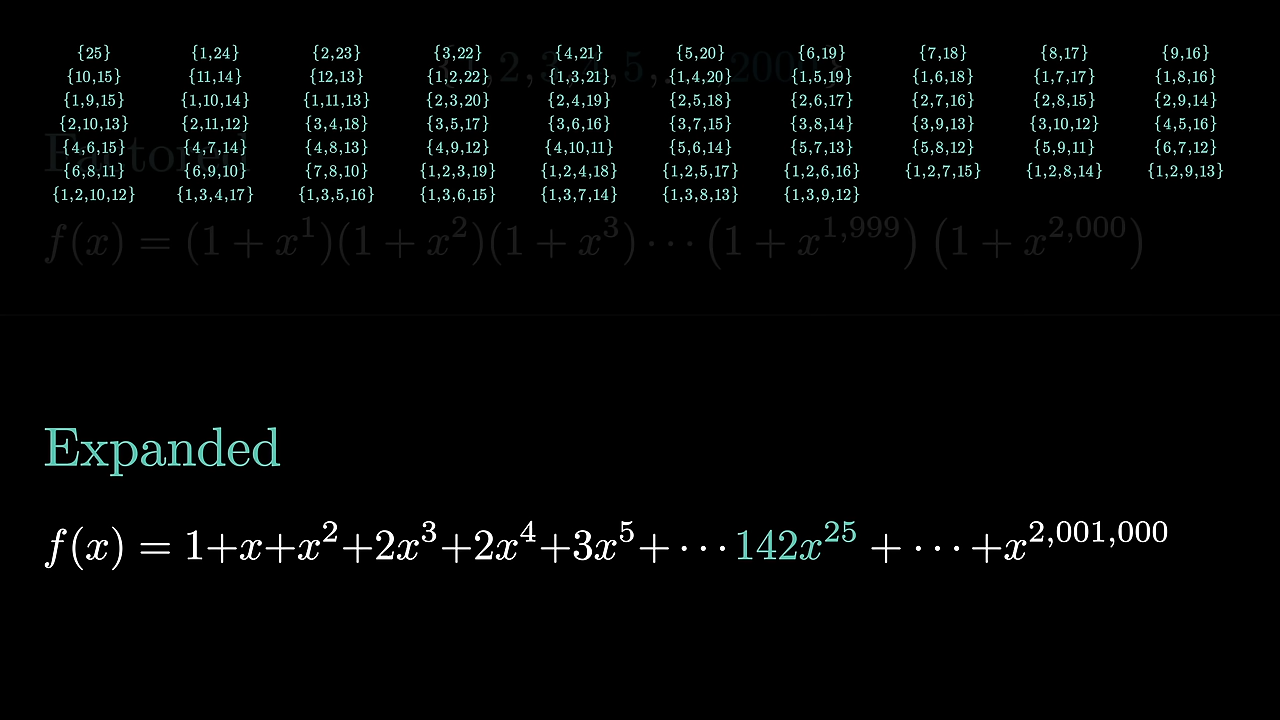 {25} {1,24} {2,23} {3,22} {4,21} {5,20} {6,19} {7,18} {8,17} {9,16}
{10,15} {11,14} {12,13} {1,2,22} {1,3,21} {1,4,20} {1,5,19} {1,6,18} {1,7,17} {1,8,16}
{1,9,15} {1,10,14} {1,11,13} {2,3,20} {2,4,19} {2,5,18} {2,6,17} {2,7,16} {2,8,15} {2,9,14}
{2,10,13} {2,11,12} {3,4,18} {3,5,17} {3,6,16} {3,7,15} {3,8,14} {3,9,13} {3,10,12} {4,5,16}
{4,6,15} {4,7,14} {4,8,13} {4,9,12} {4,10,11} {5,6,14} {5,7,13} {5,8,12} {5,9,11} {6,7,12}
{6,8,11} {6,9,10} {7,8,10} {1,2,3,19} {1,2,4,18} {1,2,5,17} {1,2,6,16} {1,2,7,15} {1,2,8,14} {1,2,9,13}
{1,2,10,12} {1,3,4,17} {1,3,5,16} {1,3,6,15} {1,3,7,14} {1,3,8,13} {1,3,9,12}
Factored
f(x) = (1 + x^1)(1 + x^2)(1 + x^3) ⋯ (1 + x^{1,999}) (1 + x^{2,000})
Expanded
f(x) = 1+x+x^2+2x^3+2x^4+3x^5+ ⋯ 142x^{25} + ⋯ +x^{2,001,000}